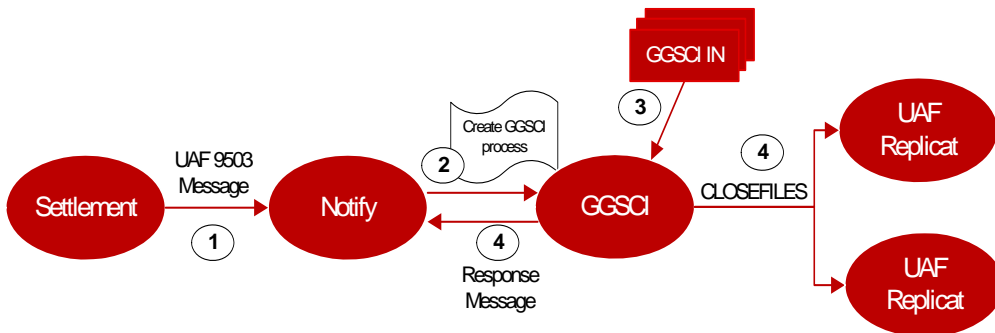 GGSCI IN
3
Create GGSCI
process
UAF
Replicat
UAF 9503
Message
2
4
Settlement
Notify
GGSCI
CLOSEFILES
1
4
Response
Message
UAF
Replicat